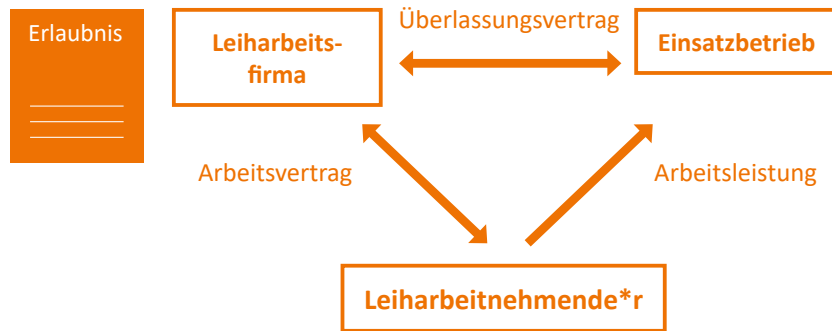 Erlaubnis
Leiharbeits-
firma
Überlassungsvertrag
Einsatzbetrieb
Arbeitsvertrag
Arbeitsleistung
Leiharbeitnehmende*r